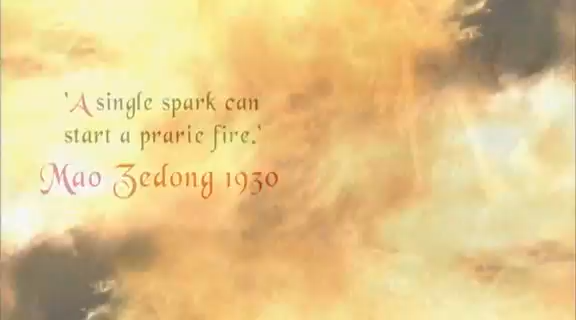 'A single spark can
start a prarie fire.'
Mao Zedong 1930